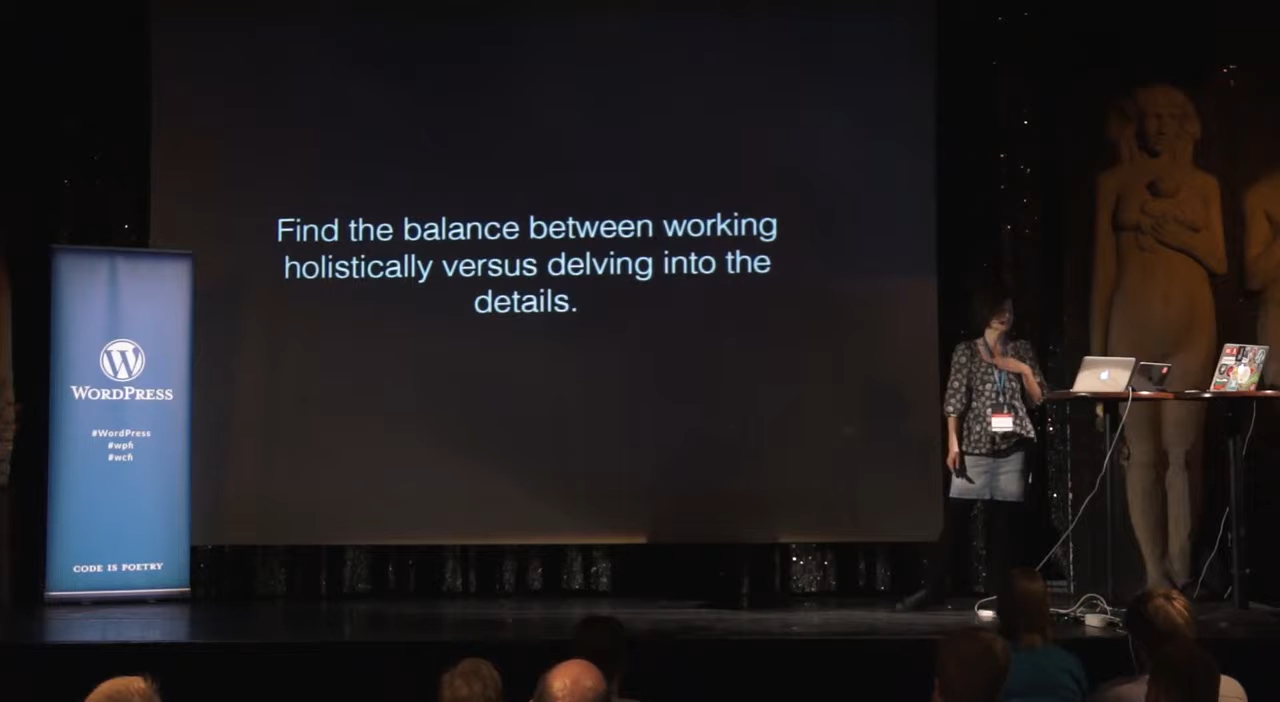 Find the balance between working
holistically versus delving into the
details.
W
WORDPRESS
#WordPress
#wpfi
#wcfi
CODE IS POETRY